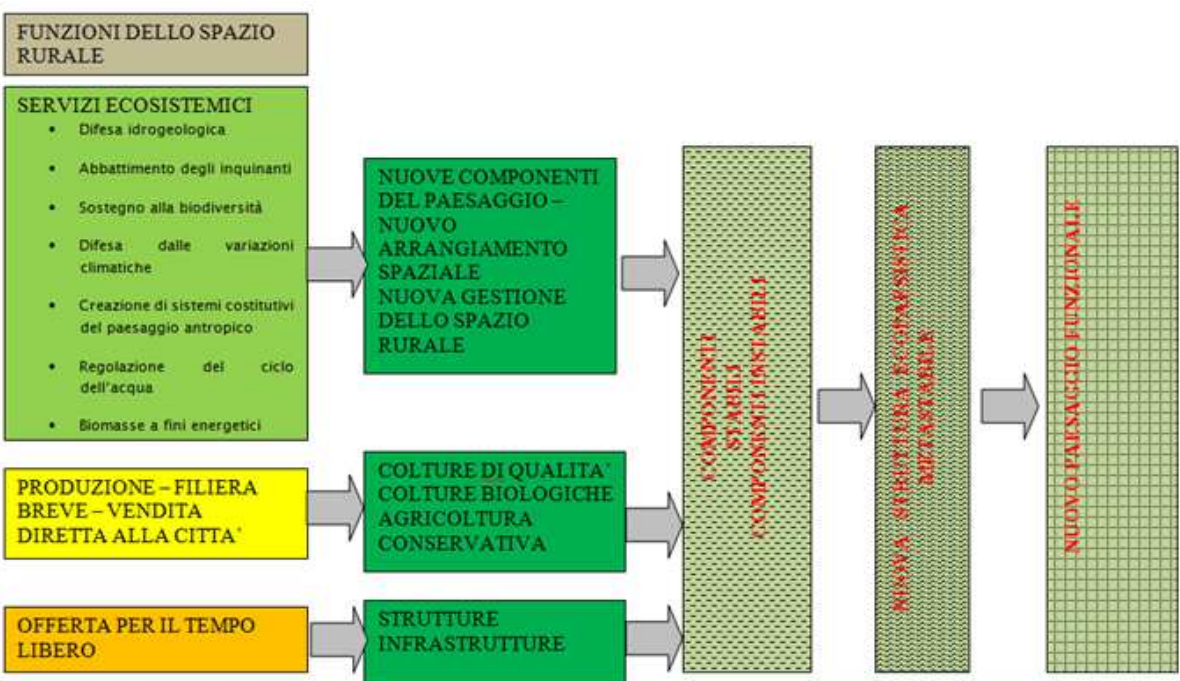 FUNZIONI DELLO SPAZIO
RURALE
SERVIZI ECOSISTEMICI
• Difesa idrogeologica
• Abbattimento degli inquinanti
• Sostegno alla biodiversità
• Difesa dalle variazioni
climatiche
• Creazione di sistemi costitutivi
del paesaggio antropico
• Regolazione del ciclo
dell'acqua
• Biomasse a fini energetici
PRODUZIONE – FILIERA
BREVE – VENDITA
DIRETTA ALLA CITTA'
OFFERTA PER IL TEMPO
LIBERO
NUOVE COMPONENTI
DEL PAESAGGIO –
NUOVO
ARRANGIAMENTO
SPAZIALE
NUOVA GESTIONE
DELLO SPAZIO
RURALE
COLTURE DI QUALITA'
COLTURE BIOLOGICHE
AGRICOLTURA
CONSERVATIVA
STRUTTURE
INFRASTRUTTURE
COMPONENTI
STABILI
COMPONENTI INSTABILI
NUOVA STRUTTURA ECOPAESISTICA
METASTABILE
NUOVO PAESAGGIO FUNZIONALE